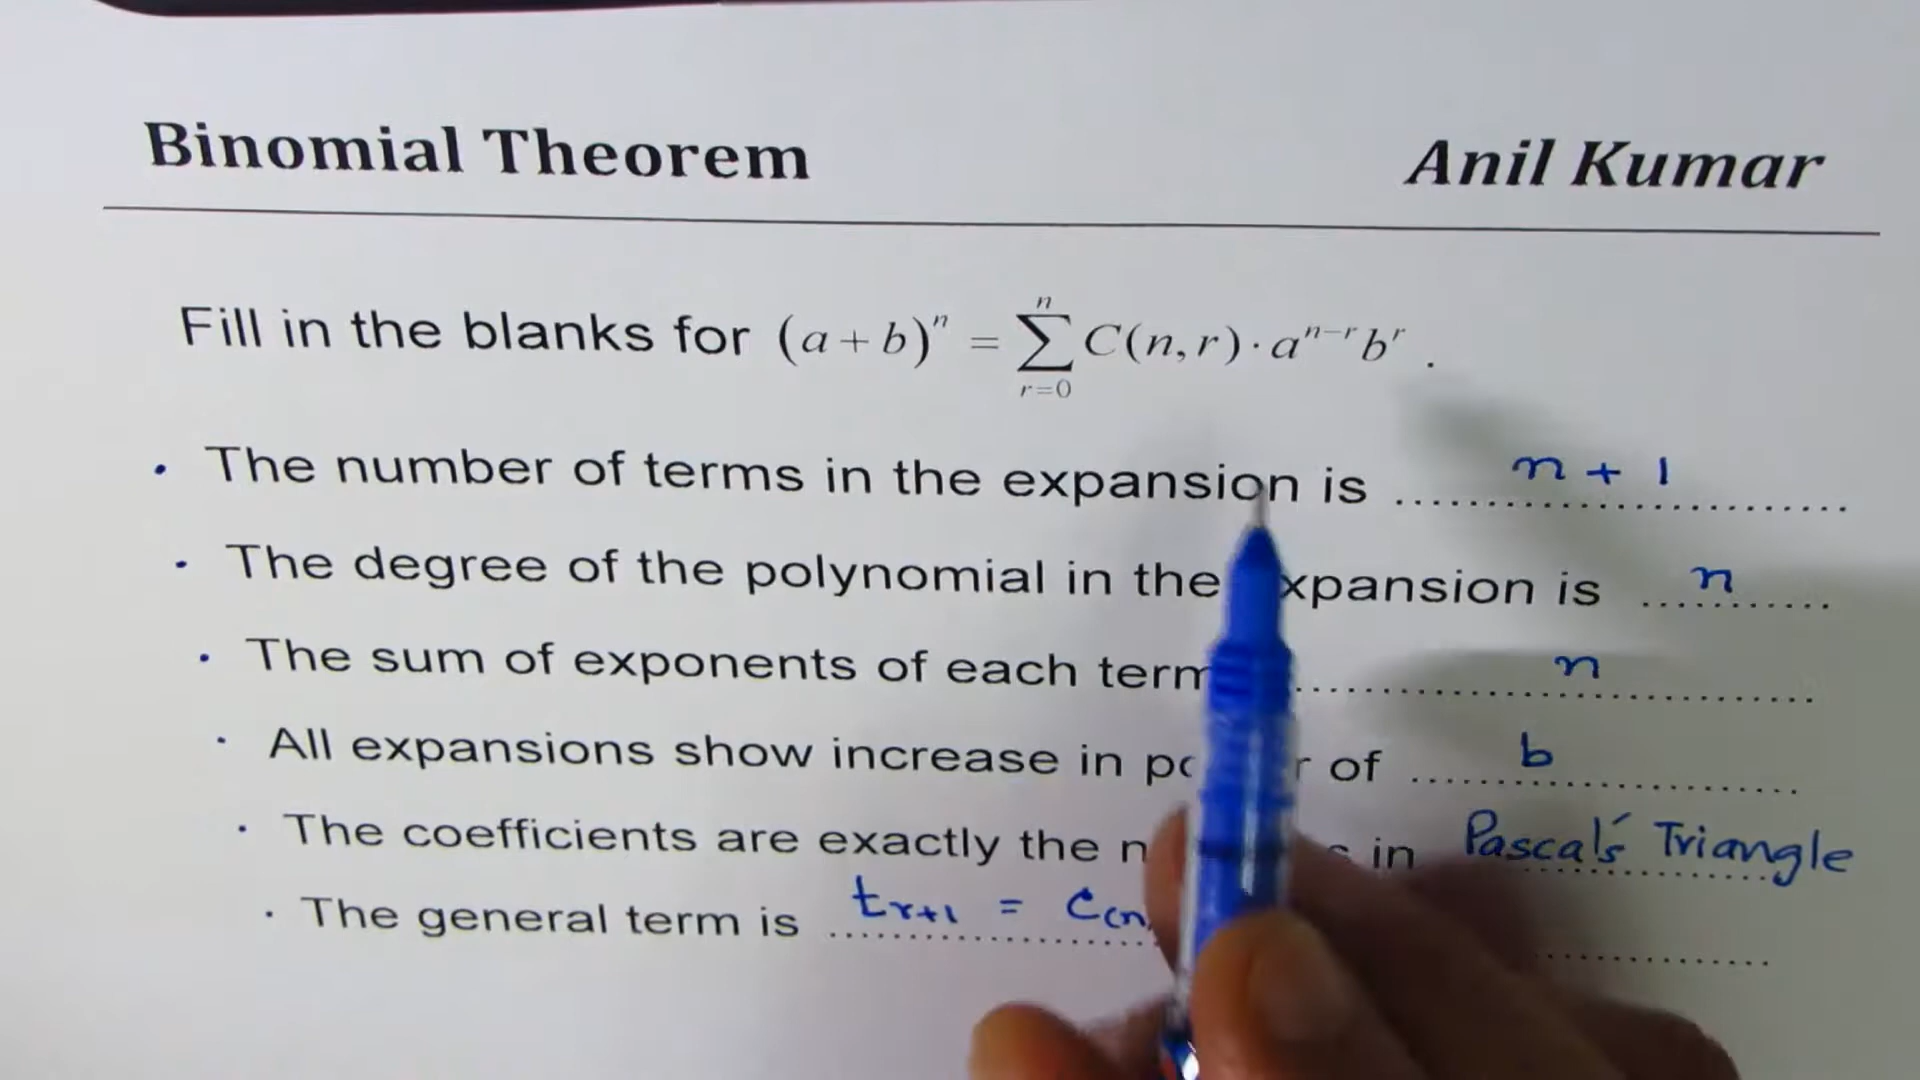 Binomial Theorem Anil Kumar
Fill in the blanks for (a + b)^n = \sum_{r=0}^{n} C(n, r) · a^{n-r} b^r .
· The number of terms in the expansion is .......... n + 1
· The degree of the polynomial in the xpansion is .......... n
· The sum of exponents of each term .......... n
· All expansions show increase in of .......... b
· The coefficients are exactly the in Pascal's Triangle
· The general term is t_{r+1} = C(n,